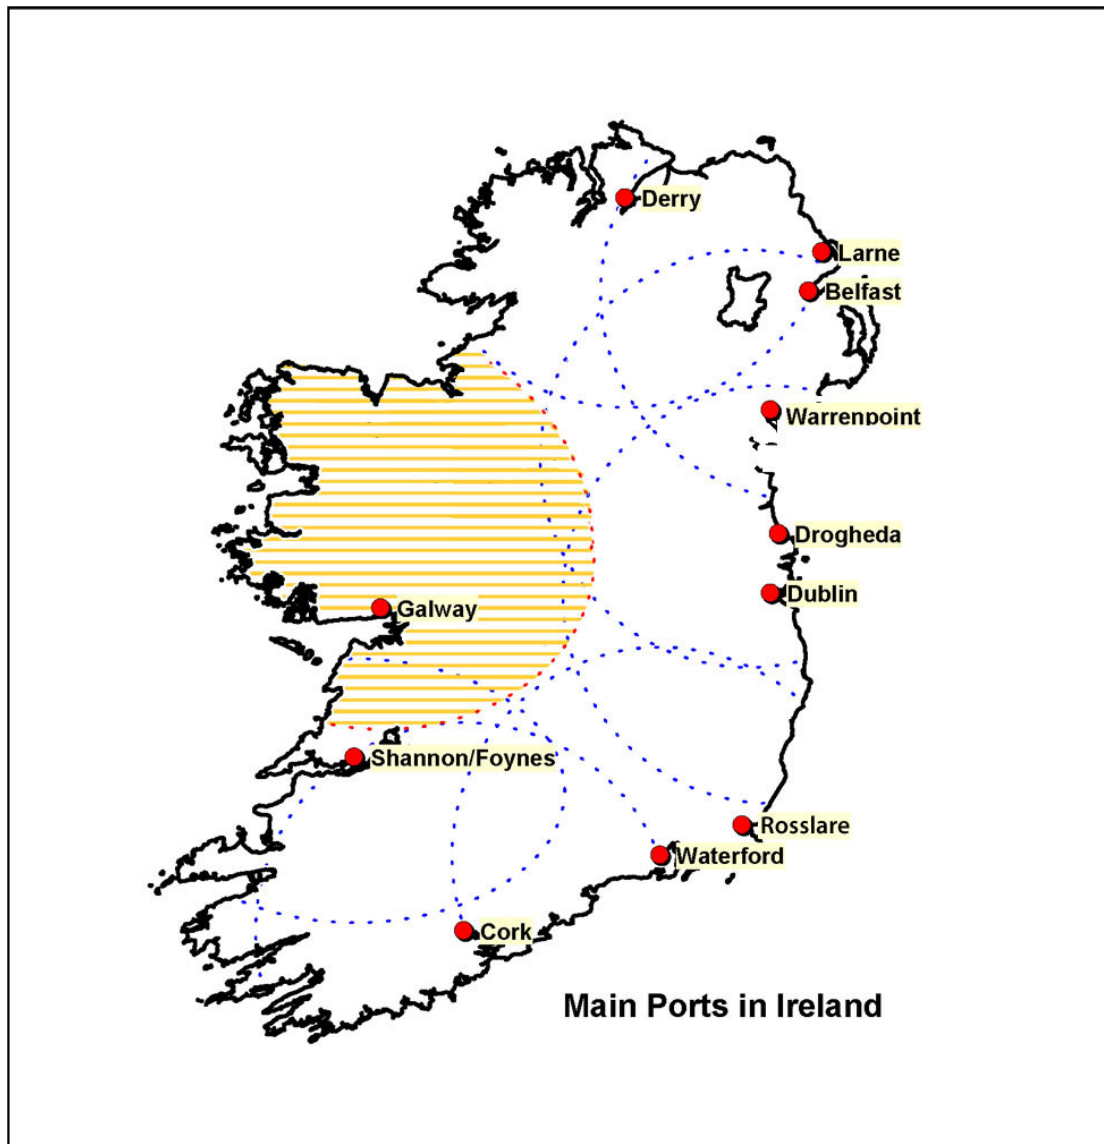 Derry
Larne
Belfast
Warrenpoint
Drogheda
Dublin
Galway
Shannon/Foynes
Rosslare
Waterford
Cork
Main Ports in Ireland